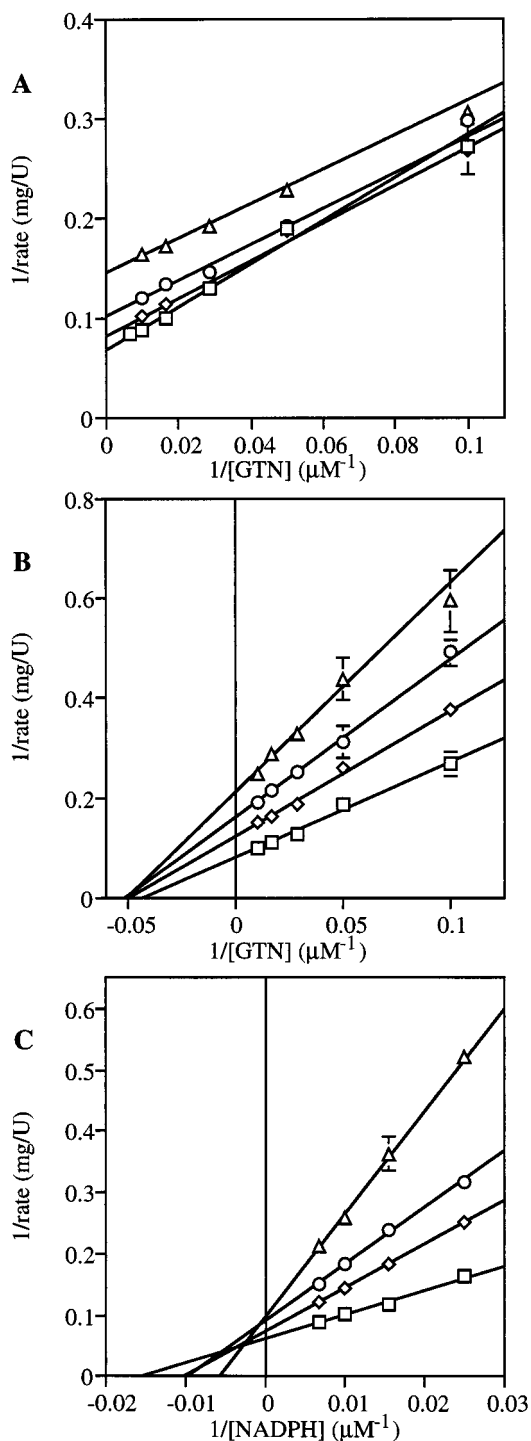 A
0.4
0.3
0.2
0.1
0
1/rate (mg/U)
0 0.02 0.04 0.06 0.08 0.1
1/[GTN] (µM⁻¹)
B
0.8
0.6
0.4
0.2
0
1/rate (mg/U)
-0.05 0 0.05 0.1
1/[GTN] (µM⁻¹)
C
0.6
0.5
0.4
0.3
0.2
0.1
0
1/rate (mg/U)
-0.02 -0.01 0 0.01 0.02 0.03
1/[NADPH] (µM⁻¹)